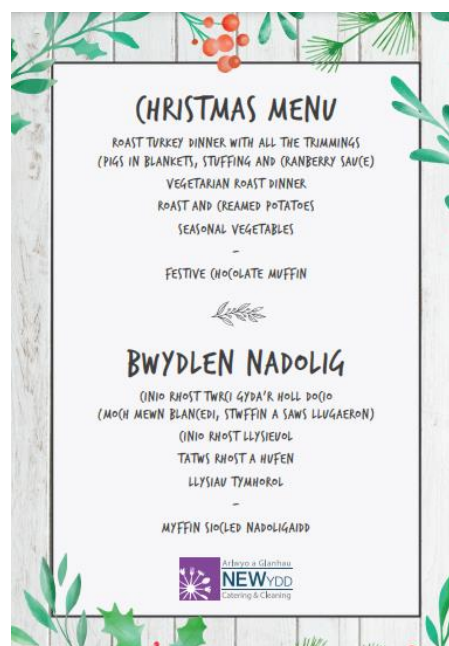 CHRISTMAS MENU
ROAST TURKEY DINNER WITH ALL THE TRIMMINGS
(PIGS IN BLANKETS, STUFFING AND CRANBERRY SAUCE)
VEGETARIAN ROAST DINNER
ROAST AND CREAMED POTATOES
SEASONAL VEGETABLES
-
FESTIVE CHOCOLATE MUFFIN
BWYDLEN NADOLIG
CINIO RHOST TWRCI GYDA'R HOLL DOCIO
(MOCH MEWN BLANCEDI, STWFFIN A SAWS LLUGAERON)
CINIO RHOST LLYSIEUOL
TATWS RHOST A HUFEN
LLYSIAU TYMHOROL
-
MYFFIN SIOCLED NADOLIGAIDD
Arlwyo a Glanhau
NEWYDD
Catering & Cleaning